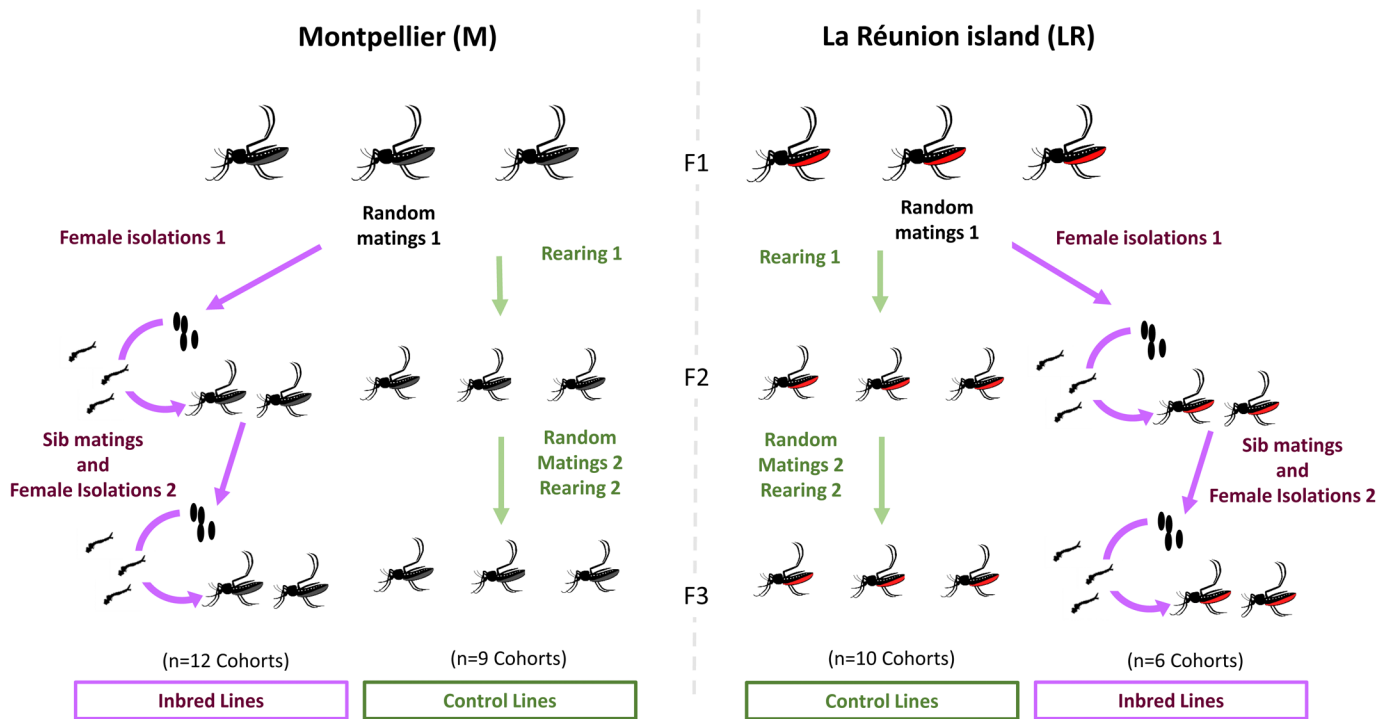 Montpellier (M)
La Réunion island (LR)
F1
Random
matings 1
Random
matings 1
Female isolations 1
Rearing 1
Rearing 1
Female isolations 1
F2
Sib matings
and
Female Isolations 2
Random
Matings 2
Rearing 2
Random
Matings 2
Rearing 2
Sib matings
and
Female Isolations 2
F3
(n=12 Cohorts)
(n=9 Cohorts)
(n=10 Cohorts)
(n=6 Cohorts)
Inbred Lines
Control Lines
Control Lines
Inbred Lines